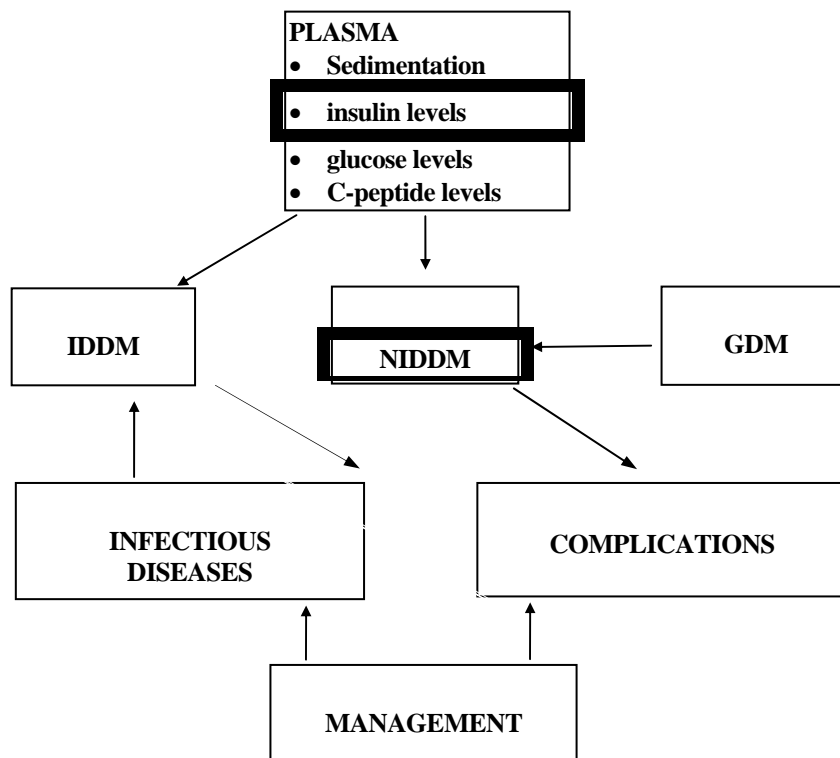 PLASMA
• Sedimentation
• insulin levels
• glucose levels
• C-peptide levels
IDDM
NIDDM
GDM
INFECTIOUS
DISEASES
COMPLICATIONS
MANAGEMENT